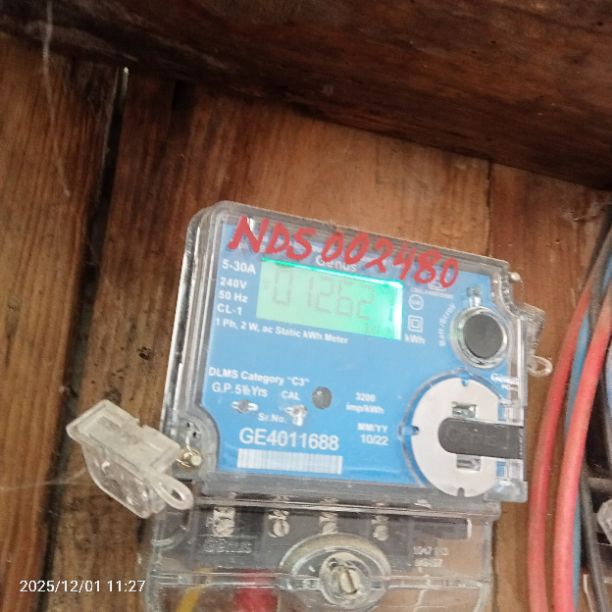 NDS 002480
Genus
5-30A
240V
50 Hz
CL-1
01262
kWh
1 Ph, 2 W, ac Static kWh Meter
DLMS Category "C3"
G.P. 5½ Yrs
CAL
3200
imp/kWh
Sr.No.
MM/YY
10/22
GE4011688
2025/12/01 11:27